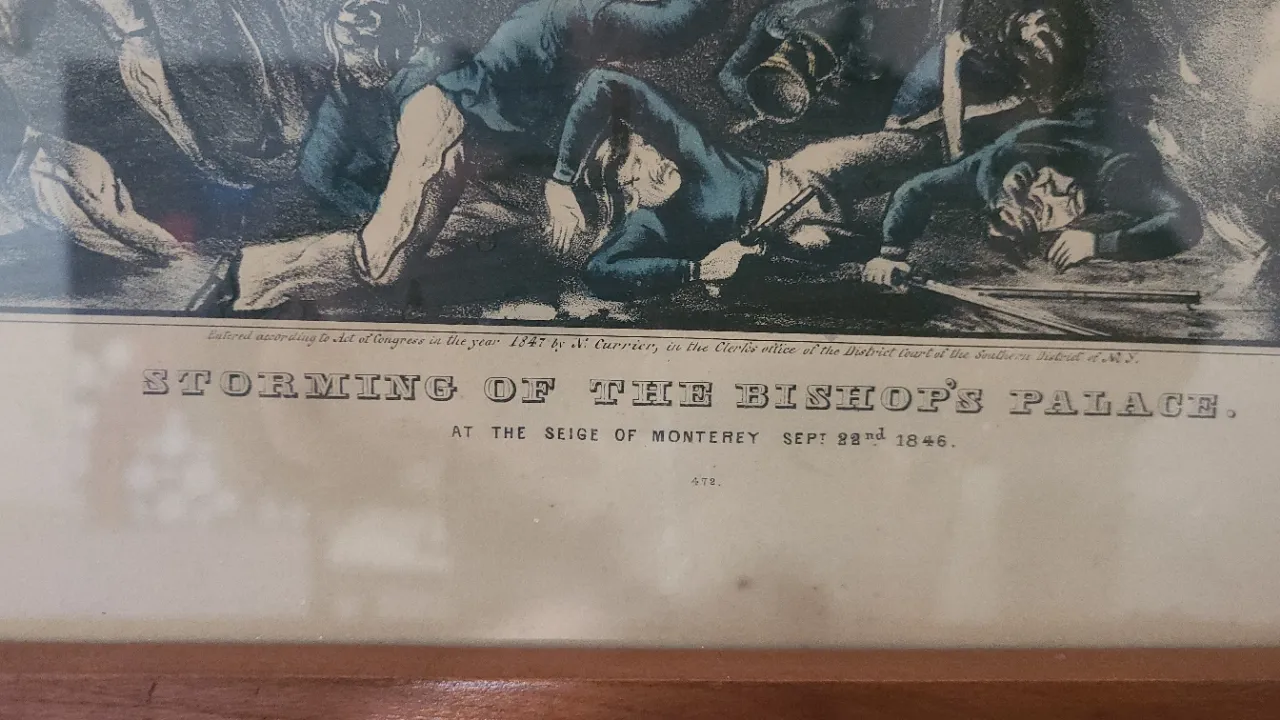 Entered according to Act of Congress in the year 1847 by N. Currier, in the Clerk's office of the District Court of the Southern District of N.Y.
STORMING OF THE BISHOP'S PALACE.
AT THE SEIGE OF MONTEREY SEPT 22nd 1846.
472.